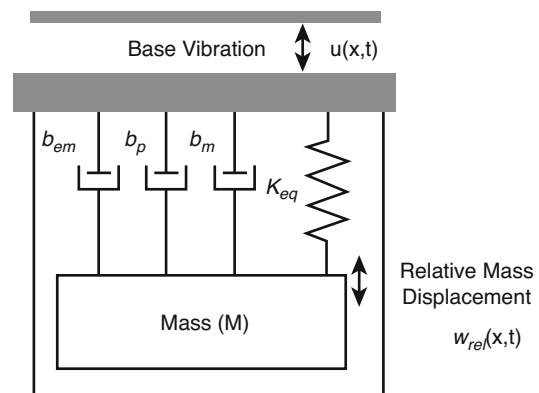 Base Vibration
u(x,t)
b_em
b_p
b_m
K_eq
Mass (M)
Relative Mass
Displacement
w_rel(x,t)